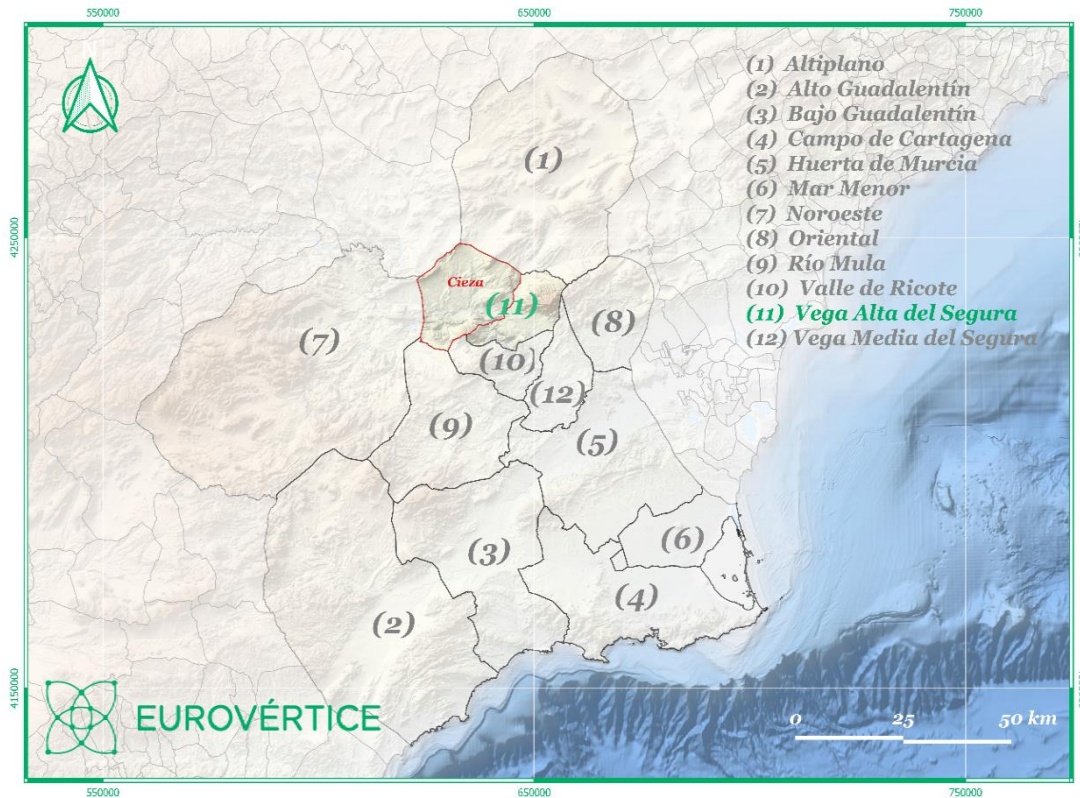 550000
650000
750000
N
(1) Altiplano
(2) Alto Guadalentín
(3) Bajo Guadalentín
(4) Campo de Cartagena
(5) Huerta de Murcia
(6) Mar Menor
(7) Noroeste
(8) Oriental
(9) Río Mula
(10) Valle de Ricote
(11) Vega Alta del Segura
(12) Vega Media del Segura
(1)
4250000
Cieza
(11)
(8)
(7)
(10)
(12)
(9)
(5)
(3)
(6)
(4)
(2)
4150000
EUROVÉRTICE
0 25 50 km
550000
650000
750000